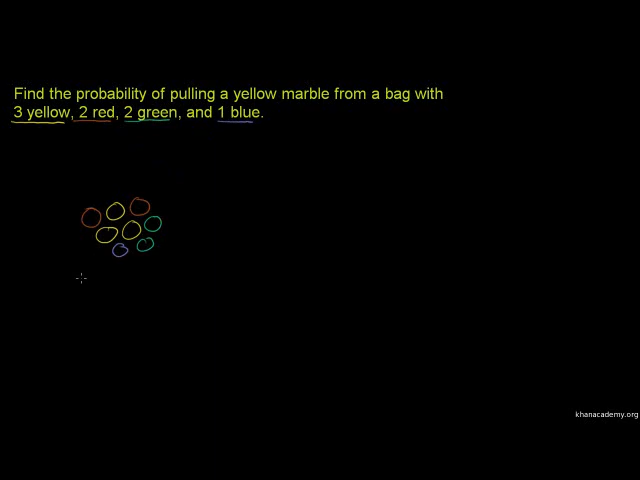 Find the probability of pulling a yellow marble from a bag with
3 yellow, 2 red, 2 green, and 1 blue.
khanacademy.org